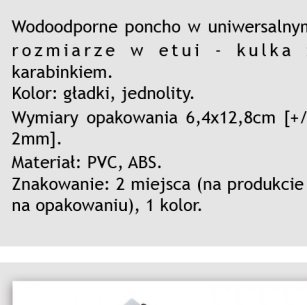 Wodoodporne poncho w uniwersalnym
rozmiarze w etui - kulka
karabinkiem.
Kolor: gładki, jednolity.
Wymiary opakowania 6,4x12,8cm [+/
2mm].
Materiał: PVC, ABS.
Znakowanie: 2 miejsca (na produkcie
na opakowaniu), 1 kolor.